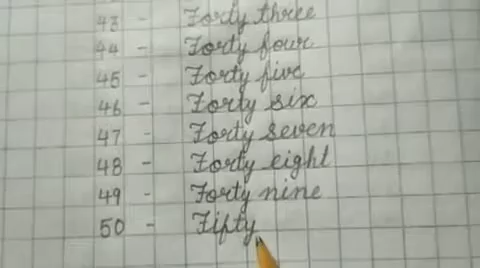 43 - Forty three
44 - Forty four
45 - Forty five
46 - Forty six
47 - Forty seven
48 - Forty eight
49 - Forty nine
50 - Fifty